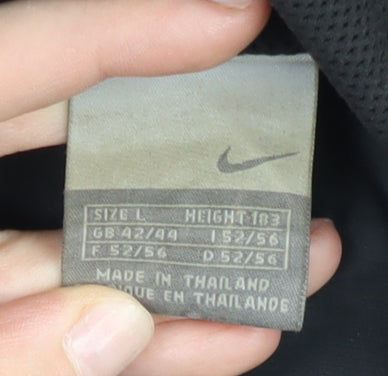 SIZE L HEIGHT 183
GB 42/44 I 52/56
F 52/56 D 52/56
MADE IN THAILAND
EN THAILANDE